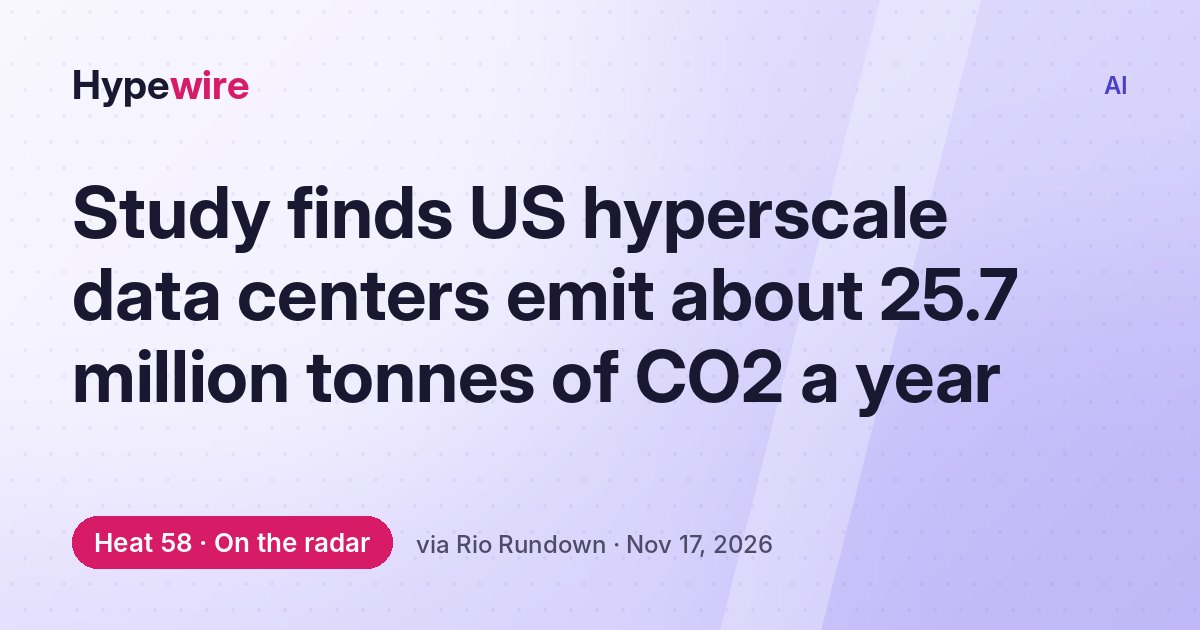 Hypewire
AI
Study finds US hyperscale
data centers emit about 25.7
million tonnes of CO2 a year
Heat 58 · On the radar
via Rio Rundown · Nov 17, 2026